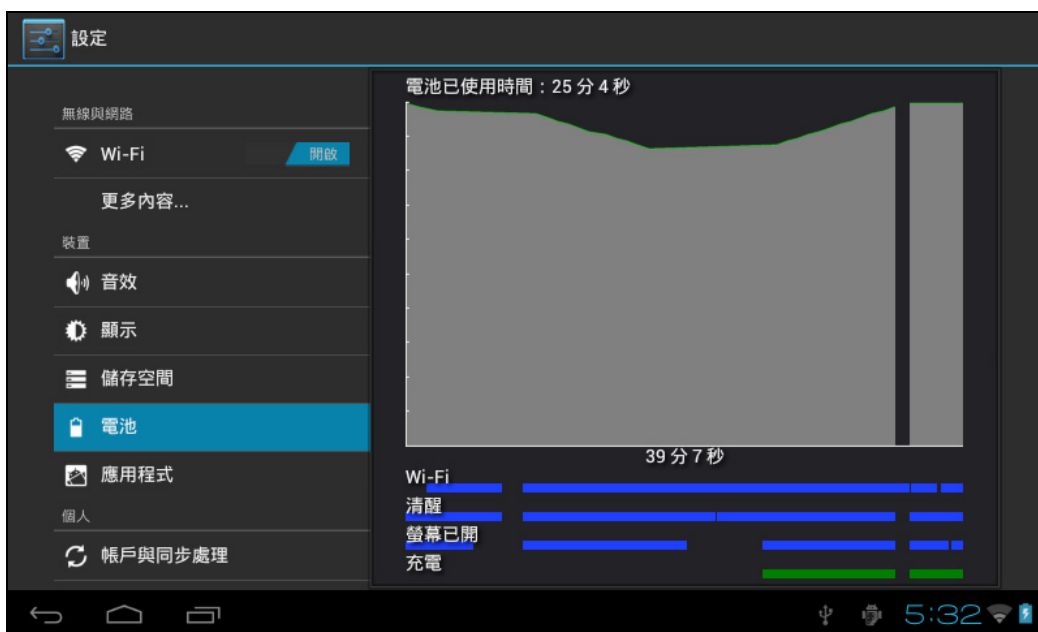 設定
無線與網路
Wi-Fi
開啟
更多內容...
裝置
音效
顯示
儲存空間
電池
應用程式
個人
帳戶與同步處理
電池已使用時間：25 分 4 秒
39 分 7 秒
Wi-Fi
清醒
螢幕已開
充電
5:32